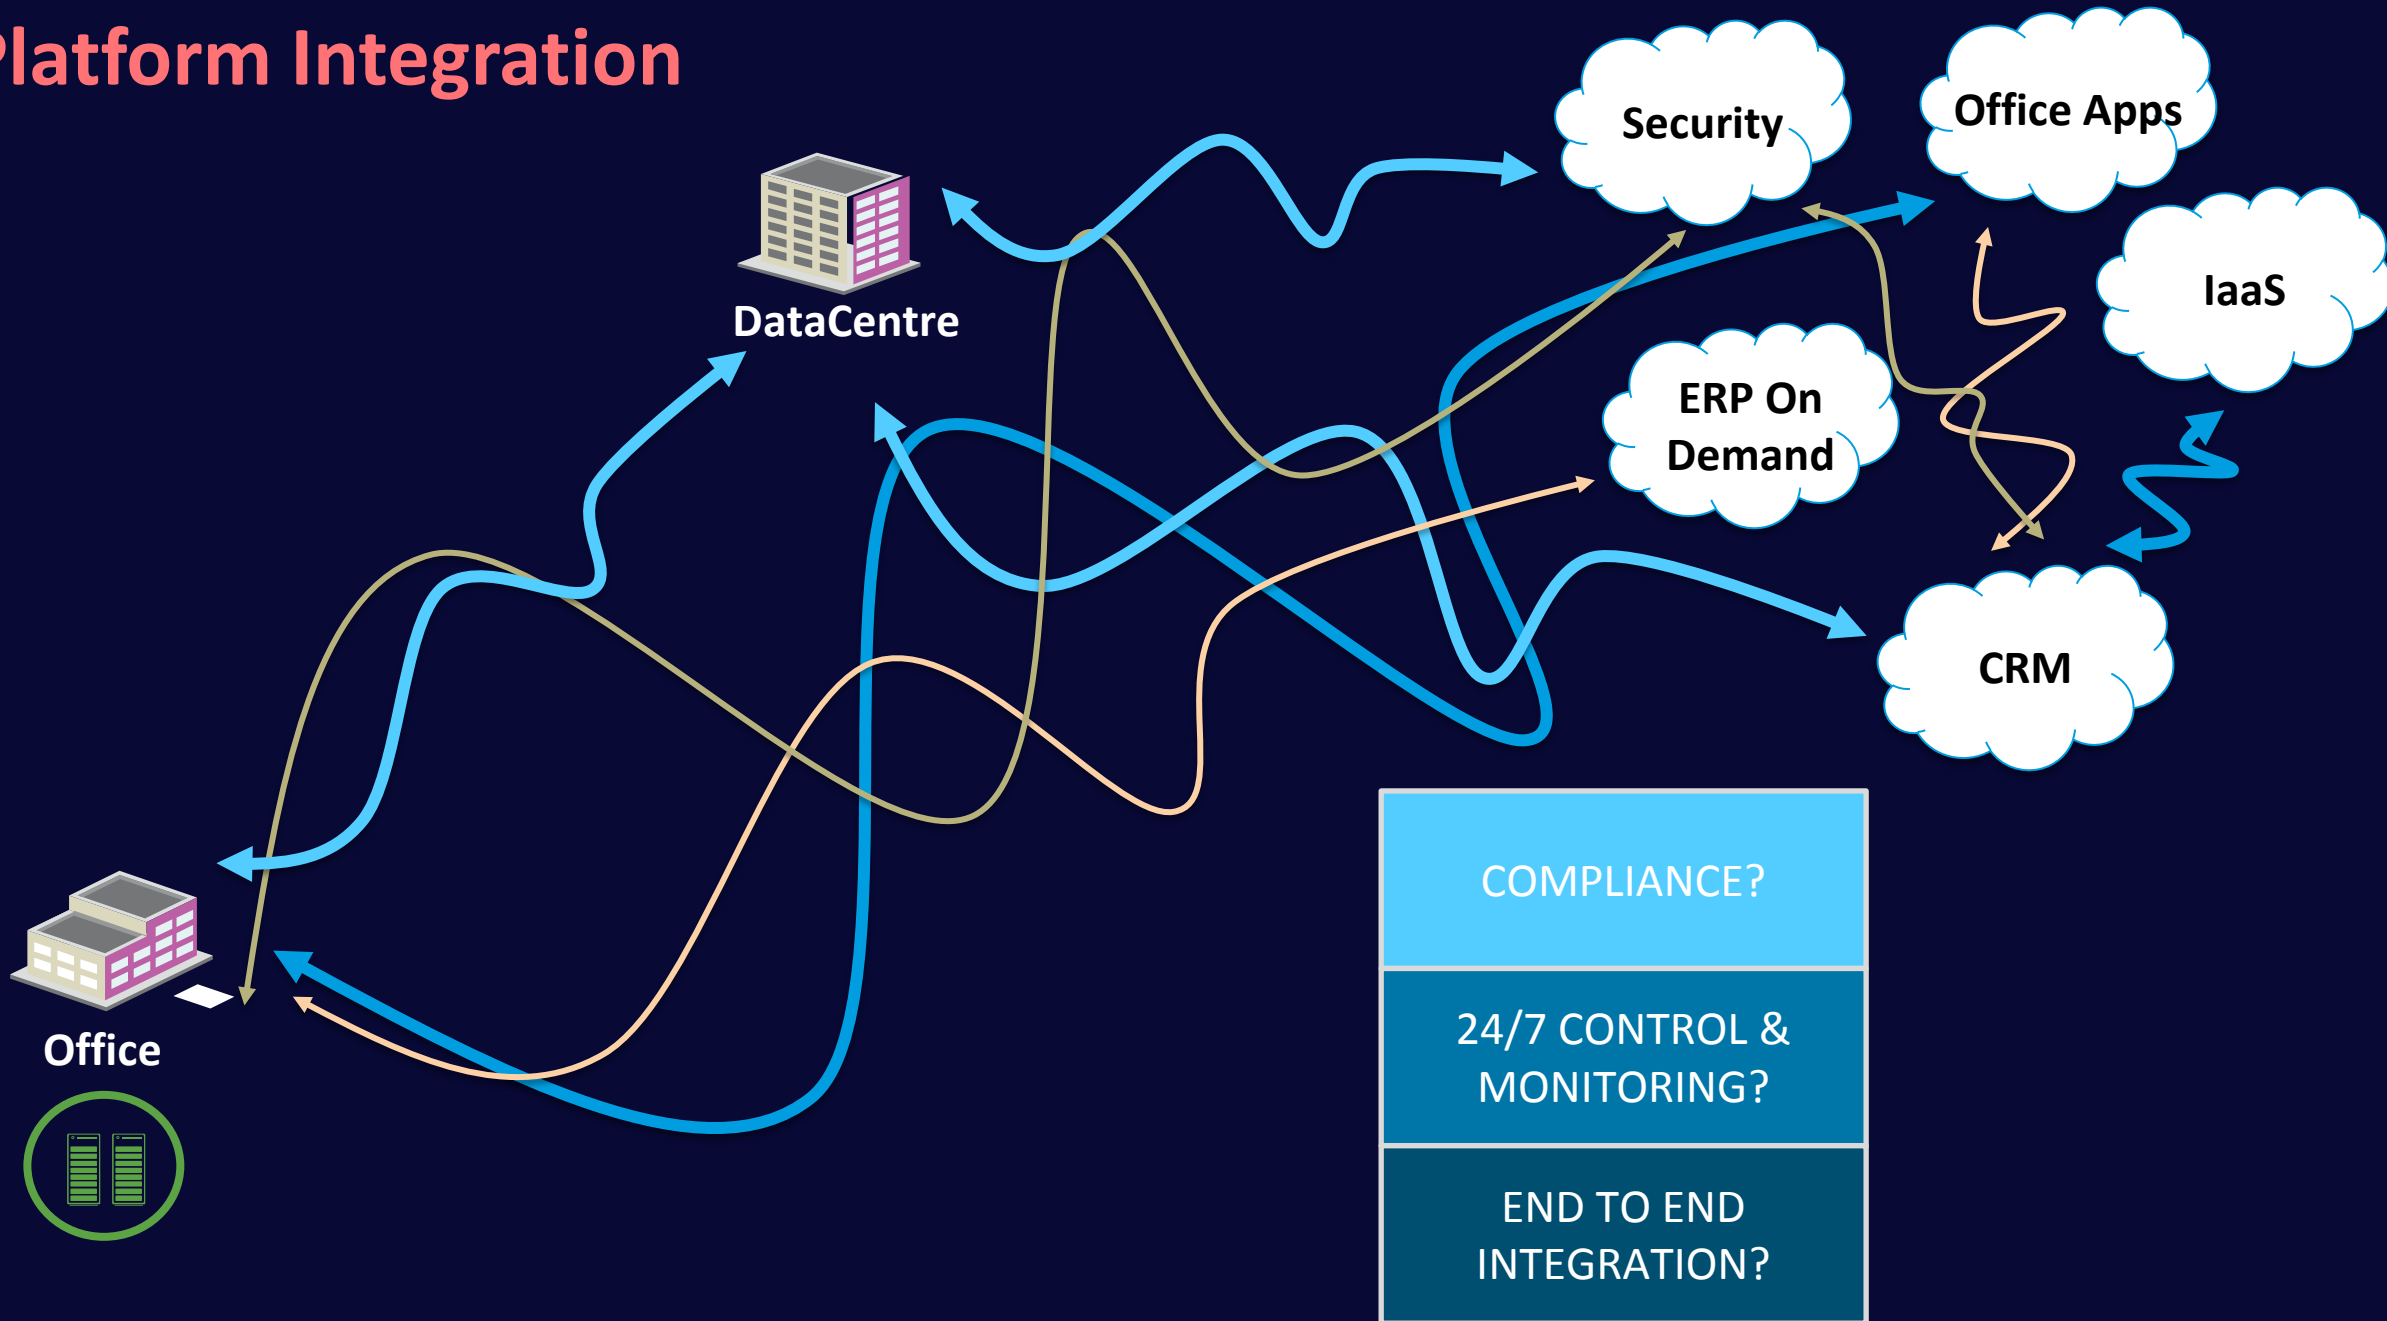 Platform Integration
Security
Office Apps
IaaS
DataCentre
ERP On
Demand
CRM
Office
COMPLIANCE?
24/7 CONTROL &
MONITORING?
END TO END
INTEGRATION?